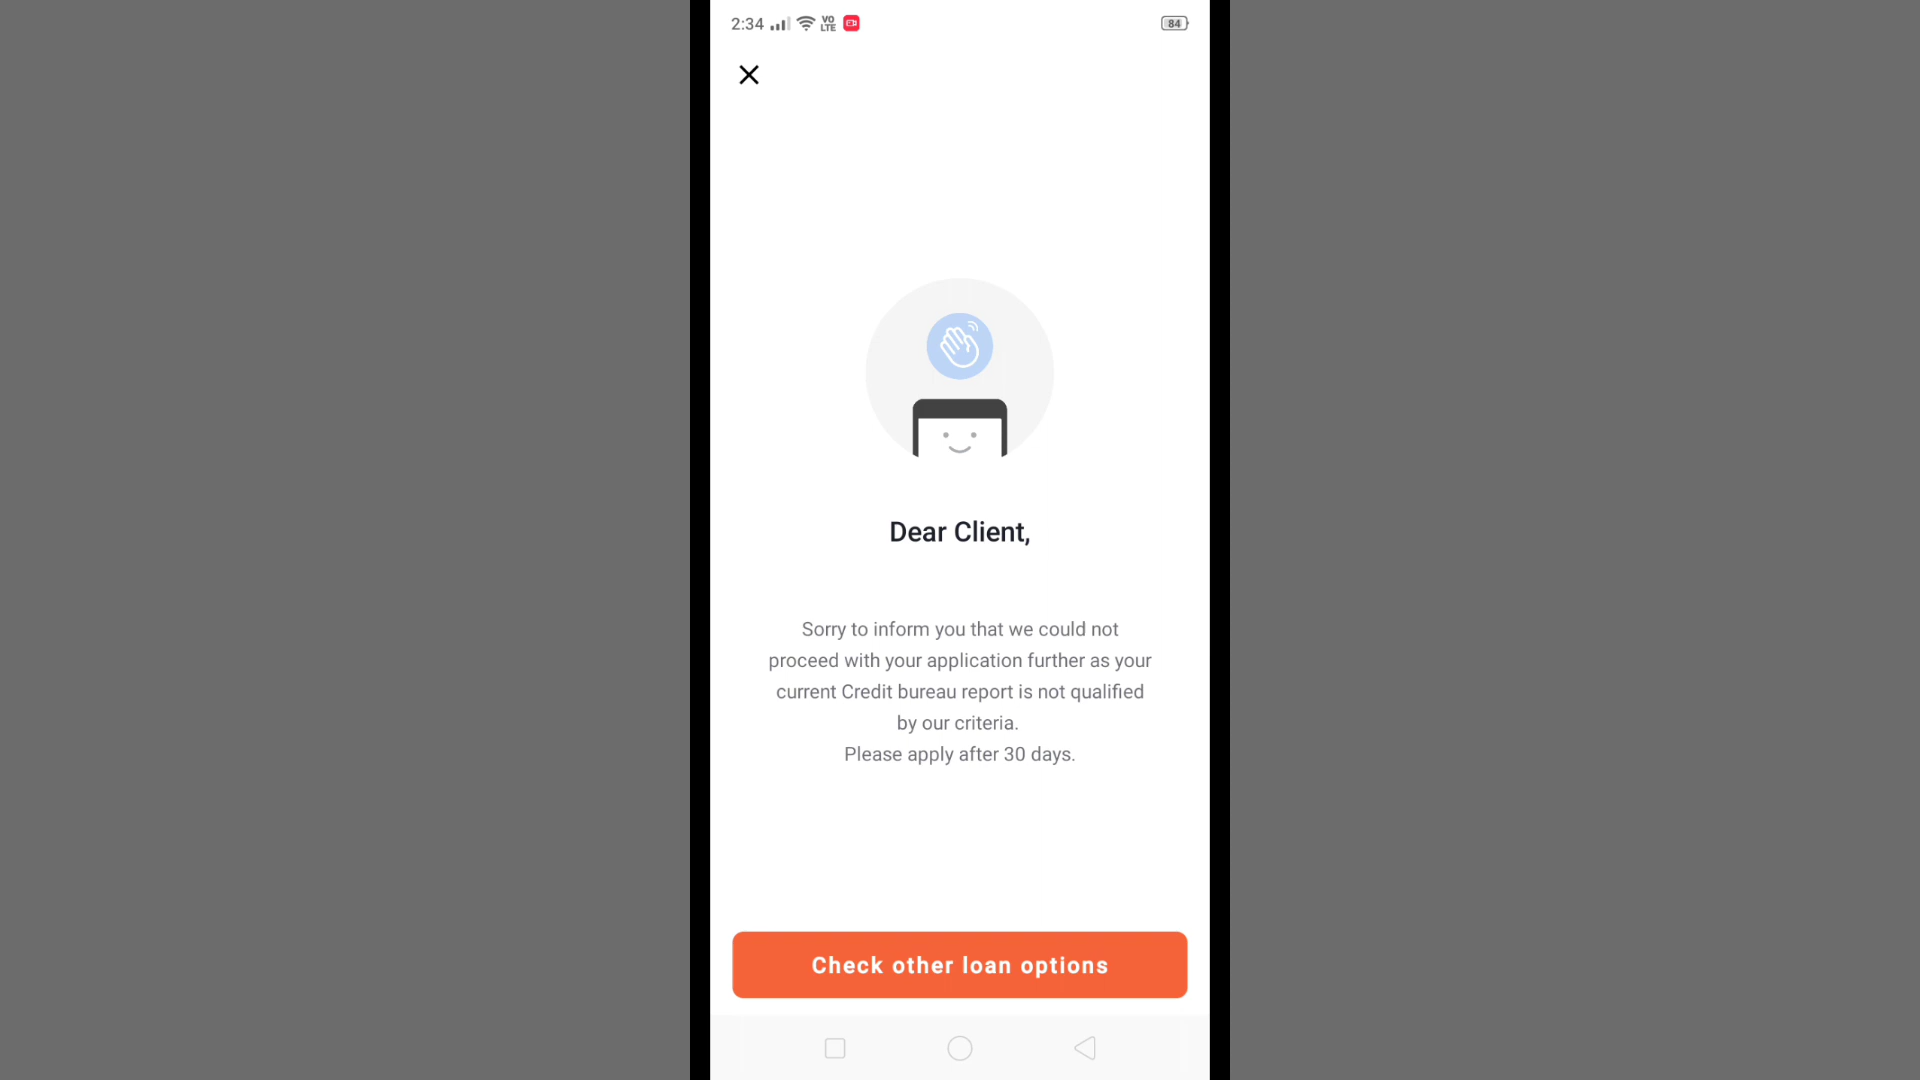 2:34 VO LTE 84
Dear Client,
Sorry to inform you that we could not
proceed with your application further as your
current Credit bureau report is not qualified
by our criteria.
Please apply after 30 days.
Check other loan options